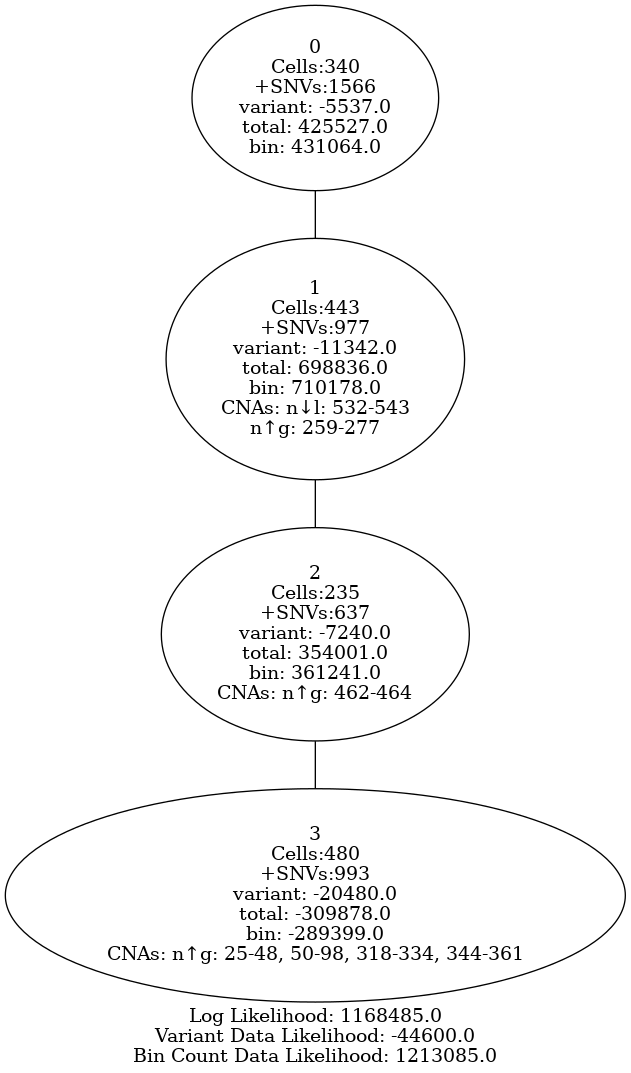 0
Cells:340
+SNVs:1566
variant: -5537.0
total: 425527.0
bin: 431064.0
1
Cells:443
+SNVs:977
variant: -11342.0
total: 698836.0
bin: 710178.0
CNAs: n↓l: 532-543
n↑g: 259-277
2
Cells:235
+SNVs:637
variant: -7240.0
total: 354001.0
bin: 361241.0
CNAs: n↑g: 462-464
3
Cells:480
+SNVs:993
variant: -20480.0
total: -309878.0
bin: -289399.0
CNAs: n↑g: 25-48, 50-98, 318-334, 344-361
Log Likelihood: 1168485.0
Variant Data Likelihood: -44600.0
Bin Count Data Likelihood: 1213085.0